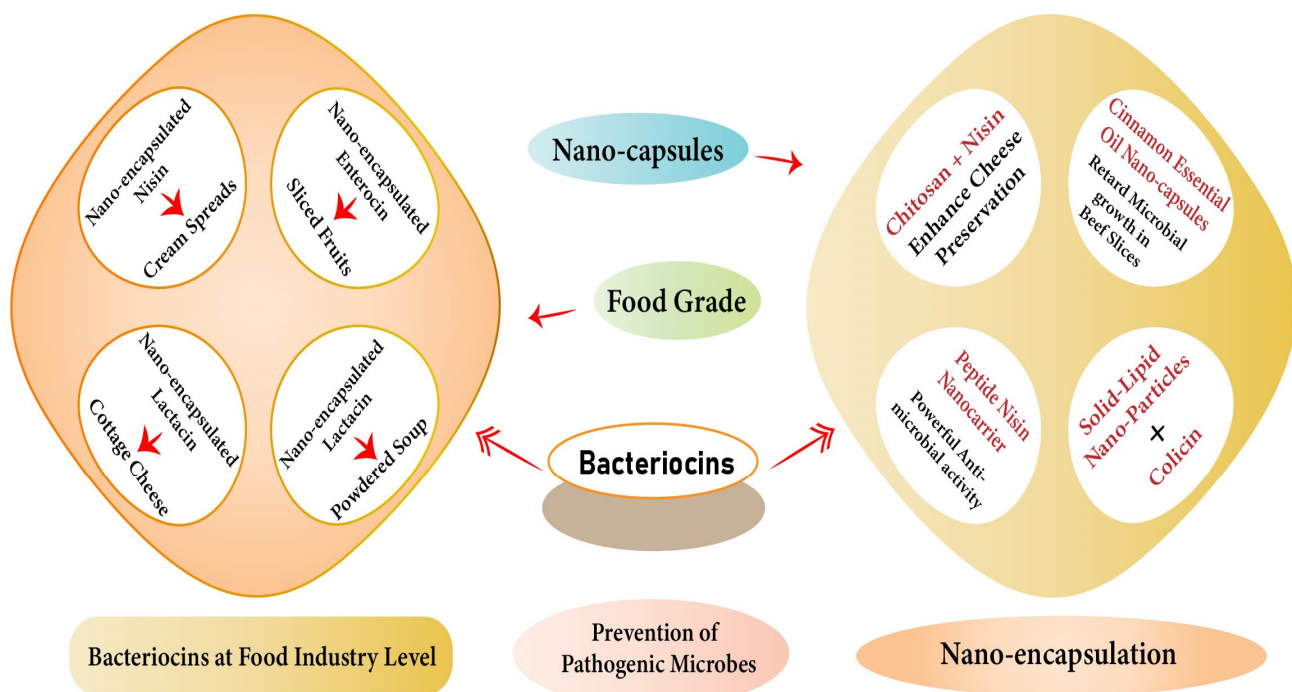 Nano-encapsulated
Nisin
Cream Spreads
Nano-encapsulated
Enterocin
Sliced Fruits
Nano-encapsulated
Lactacin
Cottage Cheese
Nano-encapsulated
Lactacin
Powdered Soup
Bacteriocins at Food Industry Level
Nano-capsules
Food Grade
Bacteriocins
Prevention of
Pathogenic Microbes
Chitosan + Nisin
Enhance Cheese
Preservation
Cinnamon Essential
Oil Nano-capsules
Retard Microbial
growth in
Beef Slices
Peptide Nisin
Nanocarrier
Powerful Anti-
microbial activity
Solid-Lipid
Nano-Particles
+
Colicin
Nano-encapsulation